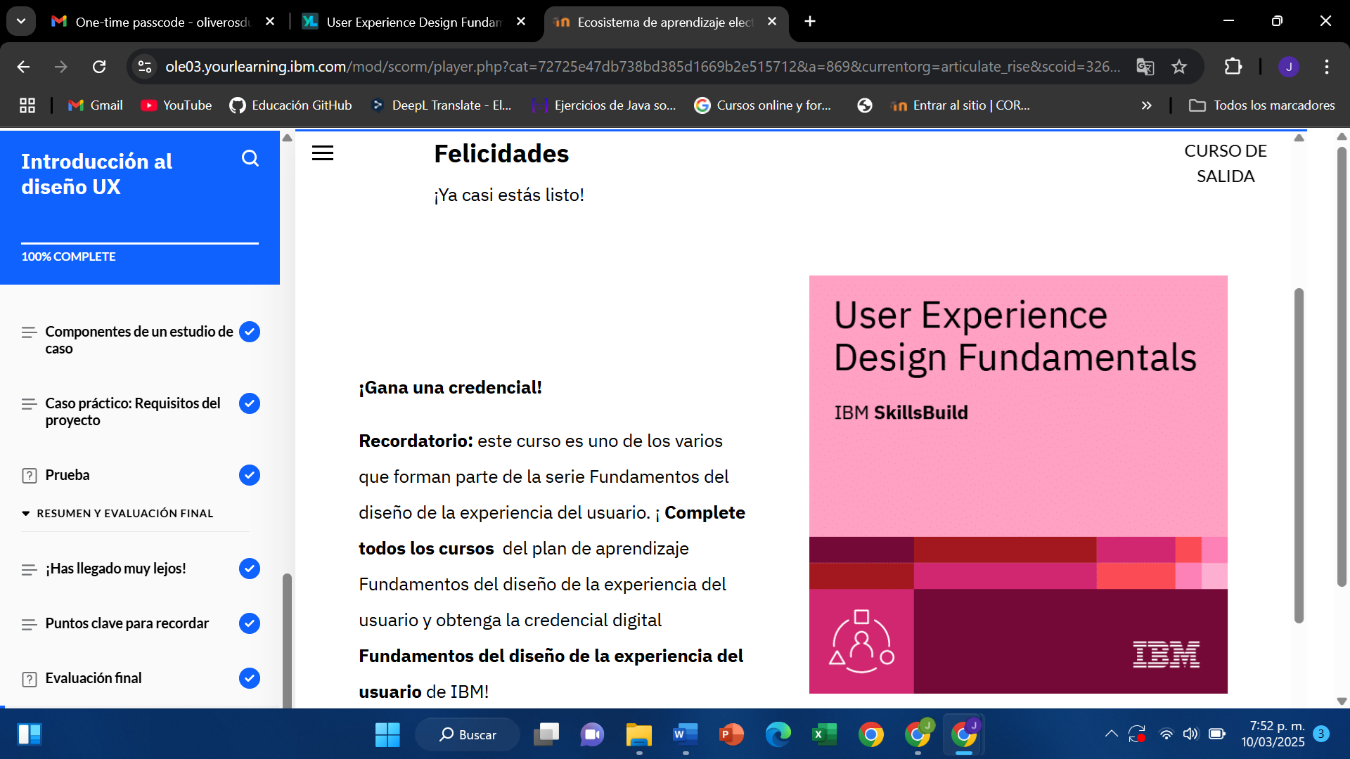 One-time passcode - oliverosdu
User Experience Design Fundam
Ecosistema de aprendizaje elect
ole03.yourlearning.ibm.com/mod/scorm/player.php?cat=72725e47db738bd385d1669b2e515712&a=869&currentorg=articulate_rise&scoid=326...
J
Gmail
YouTube
Educación GitHub
DeepL Translate - El...
Ejercicios de Java so...
Cursos online y for...
Entrar al sitio | COR...
Todos los marcadores
Introducción al
diseño UX
100% COMPLETE
Componentes de un estudio de
caso
Caso práctico: Requisitos del
proyecto
Prueba
RESUMEN Y EVALUACIÓN FINAL
¡Has llegado muy lejos!
Puntos clave para recordar
Evaluación final
Felicidades
¡Ya casi estás listo!
CURSO DE
SALIDA
¡Gana una credencial!
Recordatorio: este curso es uno de los varios
que forman parte de la serie Fundamentos del
diseño de la experiencia del usuario. ¡ Complete
todos los cursos del plan de aprendizaje
Fundamentos del diseño de la experiencia del
usuario y obtenga la credencial digital
Fundamentos del diseño de la experiencia del
usuario de IBM!
User Experience
Design Fundamentals
IBM SkillsBuild
IBM
Buscar
7:52 p. m.
10/03/2025
3